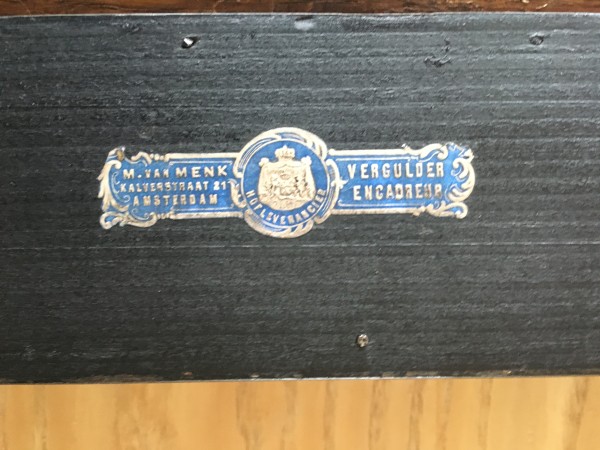 M. VAN MENK
KALVERSTRAAT 21
AMSTERDAM
HOFLEVERANCIER
VERGULDER
ENCADREUR